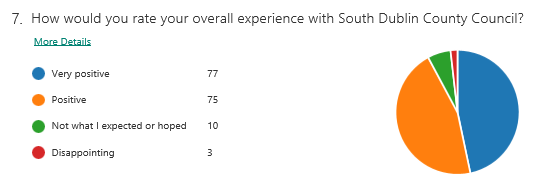 7. How would you rate your overall experience with South Dublin County Council?
More Details
Very positive 77
Positive 75
Not what I expected or hoped 10
Disappointing 3